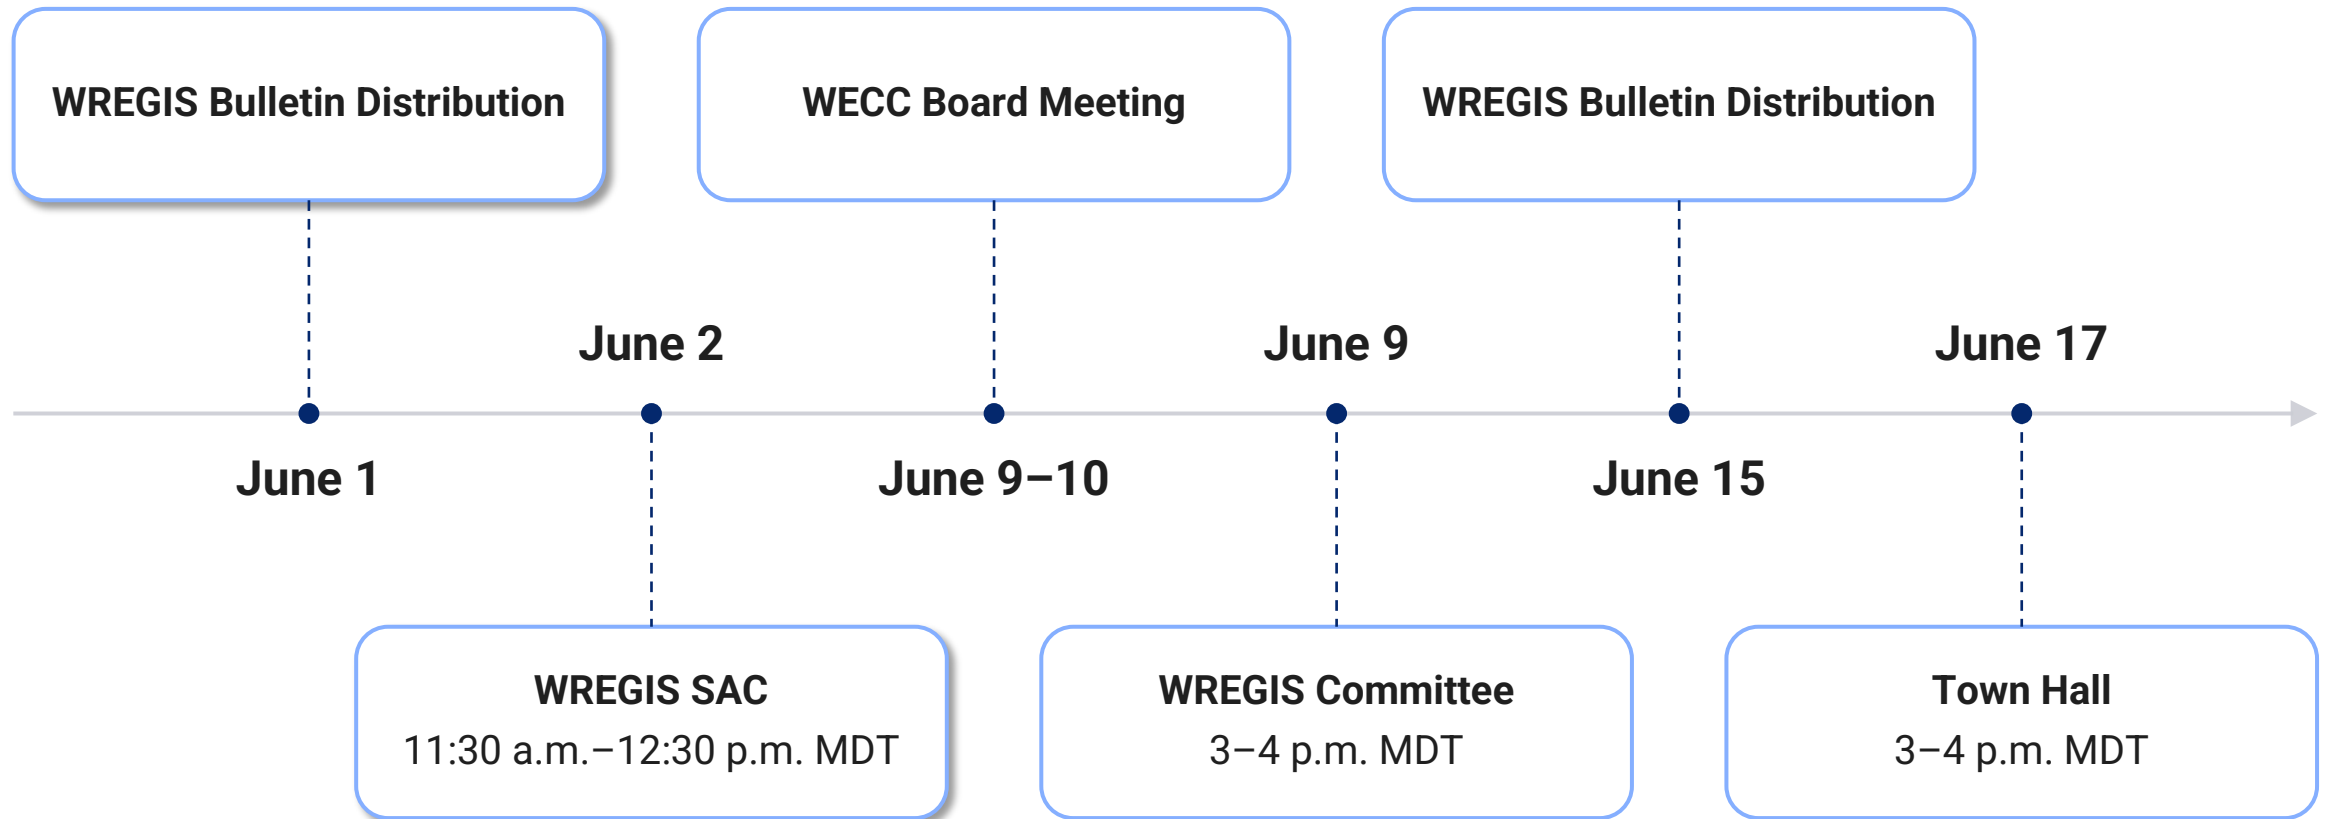 WREGIS Bulletin Distribution
WECC Board Meeting
WREGIS Bulletin Distribution
June 2
June 9
June 17
June 1
June 9–10
June 15
WREGIS SAC
11:30 a.m.–12:30 p.m. MDT
WREGIS Committee
3–4 p.m. MDT
Town Hall
3–4 p.m. MDT